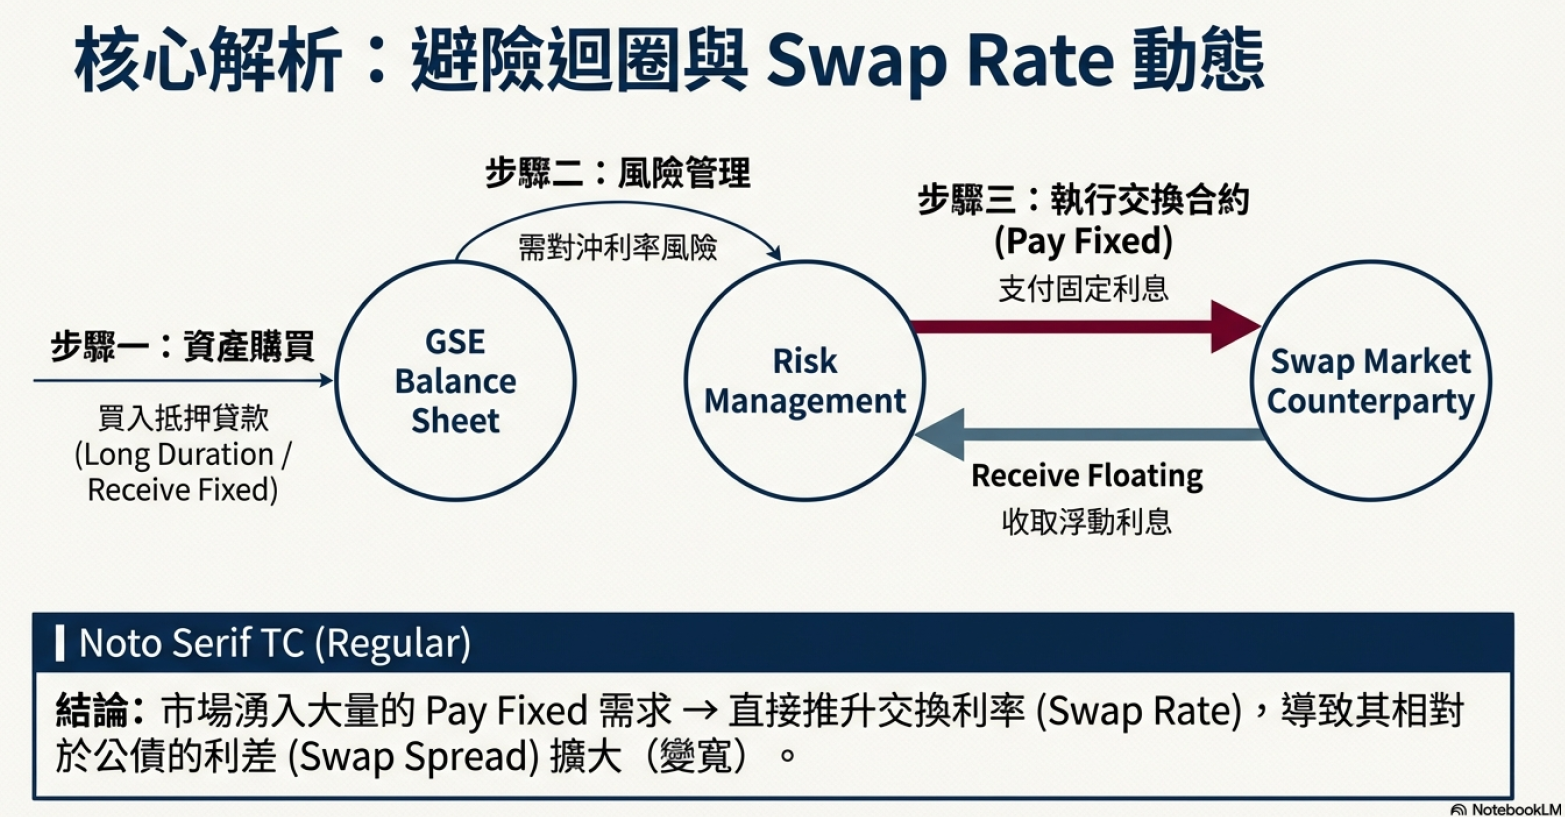 核心解析：避險迴圈與 Swap Rate 動態
步驟一：資產購買
買入抵押貸款
(Long Duration /
Receive Fixed)
GSE
Balance
Sheet
步驟二：風險管理
需對沖利率風險
Risk
Management
步驟三：執行交換合約
(Pay Fixed)
支付固定利息
Receive Floating
收取浮動利息
Swap Market
Counterparty
Noto Serif TC (Regular)
結論：市場湧入大量的 Pay Fixed 需求 → 直接推升交換利率 (Swap Rate)，導致其相對
於公債的利差 (Swap Spread) 擴大（變寬）。
NotebookLM